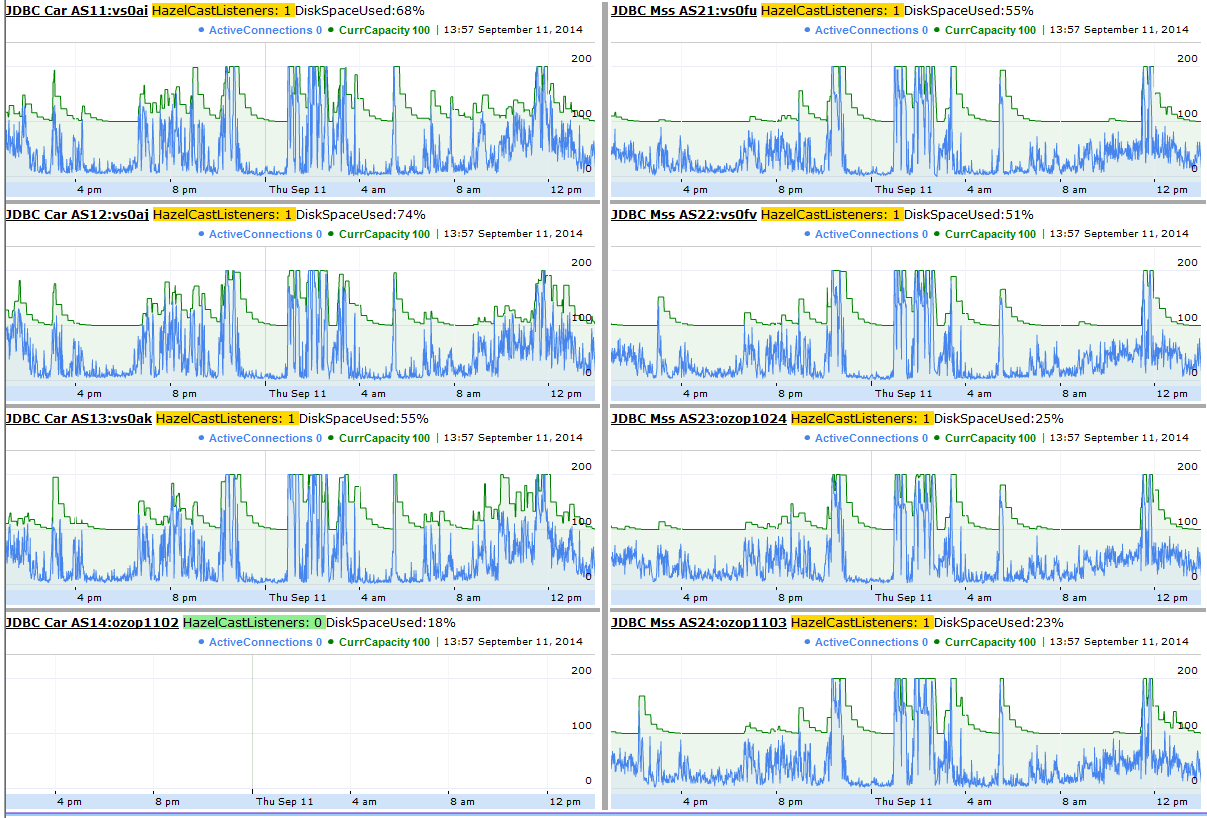 JDBC Car AS11:vs0ai HazelCastListeners: 1 DiskSpaceUsed:68%
ActiveConnections 0 CurrCapacity 100 | 13:57 September 11, 2014
200
100
0
4 pm 8 pm Thu Sep 11 4 am 8 am 12 pm
JDBC Mss AS21:vs0fu HazelCastListeners: 1 DiskSpaceUsed:55%
ActiveConnections 0 CurrCapacity 100 | 13:57 September 11, 2014
200
100
0
4 pm 8 pm Thu Sep 11 4 am 8 am 12 pm
JDBC Car AS12:vs0aj HazelCastListeners: 1 DiskSpaceUsed:74%
ActiveConnections 0 CurrCapacity 100 | 13:57 September 11, 2014
200
100
0
4 pm 8 pm Thu Sep 11 4 am 8 am 12 pm
JDBC Mss AS22:vs0fv HazelCastListeners: 1 DiskSpaceUsed:51%
ActiveConnections 0 CurrCapacity 100 | 13:57 September 11, 2014
200
100
0
4 pm 8 pm Thu Sep 11 4 am 8 am 12 pm
JDBC Car AS13:vs0ak HazelCastListeners: 1 DiskSpaceUsed:55%
ActiveConnections 0 CurrCapacity 100 | 13:57 September 11, 2014
200
100
0
4 pm 8 pm Thu Sep 11 4 am 8 am 12 pm
JDBC Mss AS23:ozop1024 HazelCastListeners: 1 DiskSpaceUsed:25%
ActiveConnections 0 CurrCapacity 100 | 13:57 September 11, 2014
200
100
0
4 pm 8 pm Thu Sep 11 4 am 8 am 12 pm
JDBC Car AS14:ozop1102 HazelCastListeners: 0 DiskSpaceUsed:18%
ActiveConnections 0 CurrCapacity 100 | 13:57 September 11, 2014
200
100
0
4 pm 8 pm Thu Sep 11 4 am 8 am 12 pm
JDBC Mss AS24:ozop1103 HazelCastListeners: 1 DiskSpaceUsed:23%
ActiveConnections 0 CurrCapacity 100 | 13:57 September 11, 2014
200
100
0
4 pm 8 pm Thu Sep 11 4 am 8 am 12 pm